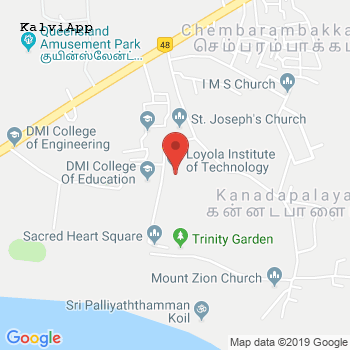 KalviApp
Queensland
Amusement Park
குயின்ஸ்லேன்ட்...
48
Chembarambakka
செம்பரம்பாக்க
I M S Church
St. Joseph's Church
DMI College
of Engineering
DMI College
Of Education
Loyola Institute
of Technology
Kanadapalaya
கன்னடபாளை
Sacred Heart Square
Trinity Garden
Mount Zion Church
Sri Palliyaththamman
Koil
Google
Map data ©2019 Google